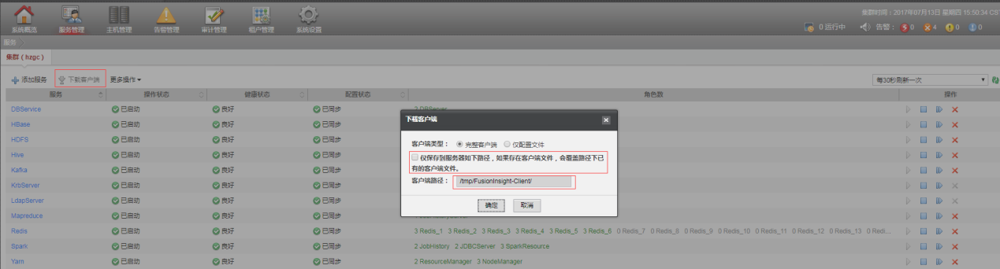 集群时间：2017年07月13日 星期四 15:50:34 CS
系统概览 服务管理 主机管理 告警管理 审计管理 租户管理 系统设置
0 运行中 告警： 0 4 0 0
服务
集群（hzgc）
添加服务 下载客户端 更多操作 每30秒刷新一次
服务 操作状态 健康状态 配置状态 角色数 操作
DBService 已启动 良好 已同步 2 DBServer
HBase 已启动 良好 已同步
HDFS 已启动 良好 已同步
Hive 已启动 良好 已同步
Kafka 已启动 良好 已同步
KrbServer 已启动 良好 已同步
LdapServer 已启动 良好 已同步
Mapreduce 已启动 良好 已同步
Redis 已启动 良好 已同步 3 Redis_1 3 Redis_2 3 Redis_3 3 Redis_4 3 Redis_5 3 Redis_6 0 Redis_7 0 Redis_8 0 Redis_9 0 Redis_10 0 Redis_11 0 Redis_12 0 Redis_13 0 Redi...
Spark 已启动 良好 已同步 2 JobHistory 2 JDBCServer 3 SparkResource
Yarn 已启动 良好 已同步 2 ResourceManager 3 NodeManager
下载客户端
客户端类型： 完整客户端 仅配置文件
仅保存到服务器如下路径，如果存在客户端文件，会覆盖路径下已
有的客户端文件。
客户端路径： /tmp/FusionInsight-Client/
确定 取消